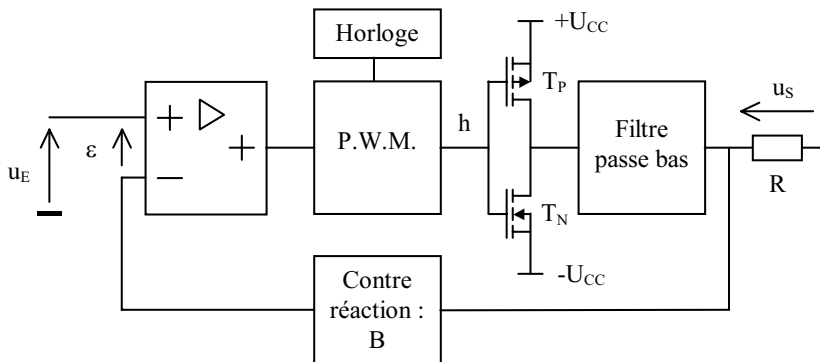 Horloge
+U_CC
T_P
u_S
ε
u_E
+
−
+
P.W.M.
h
Filtre
passe bas
R
T_N
-U_CC
Contre
réaction :
B